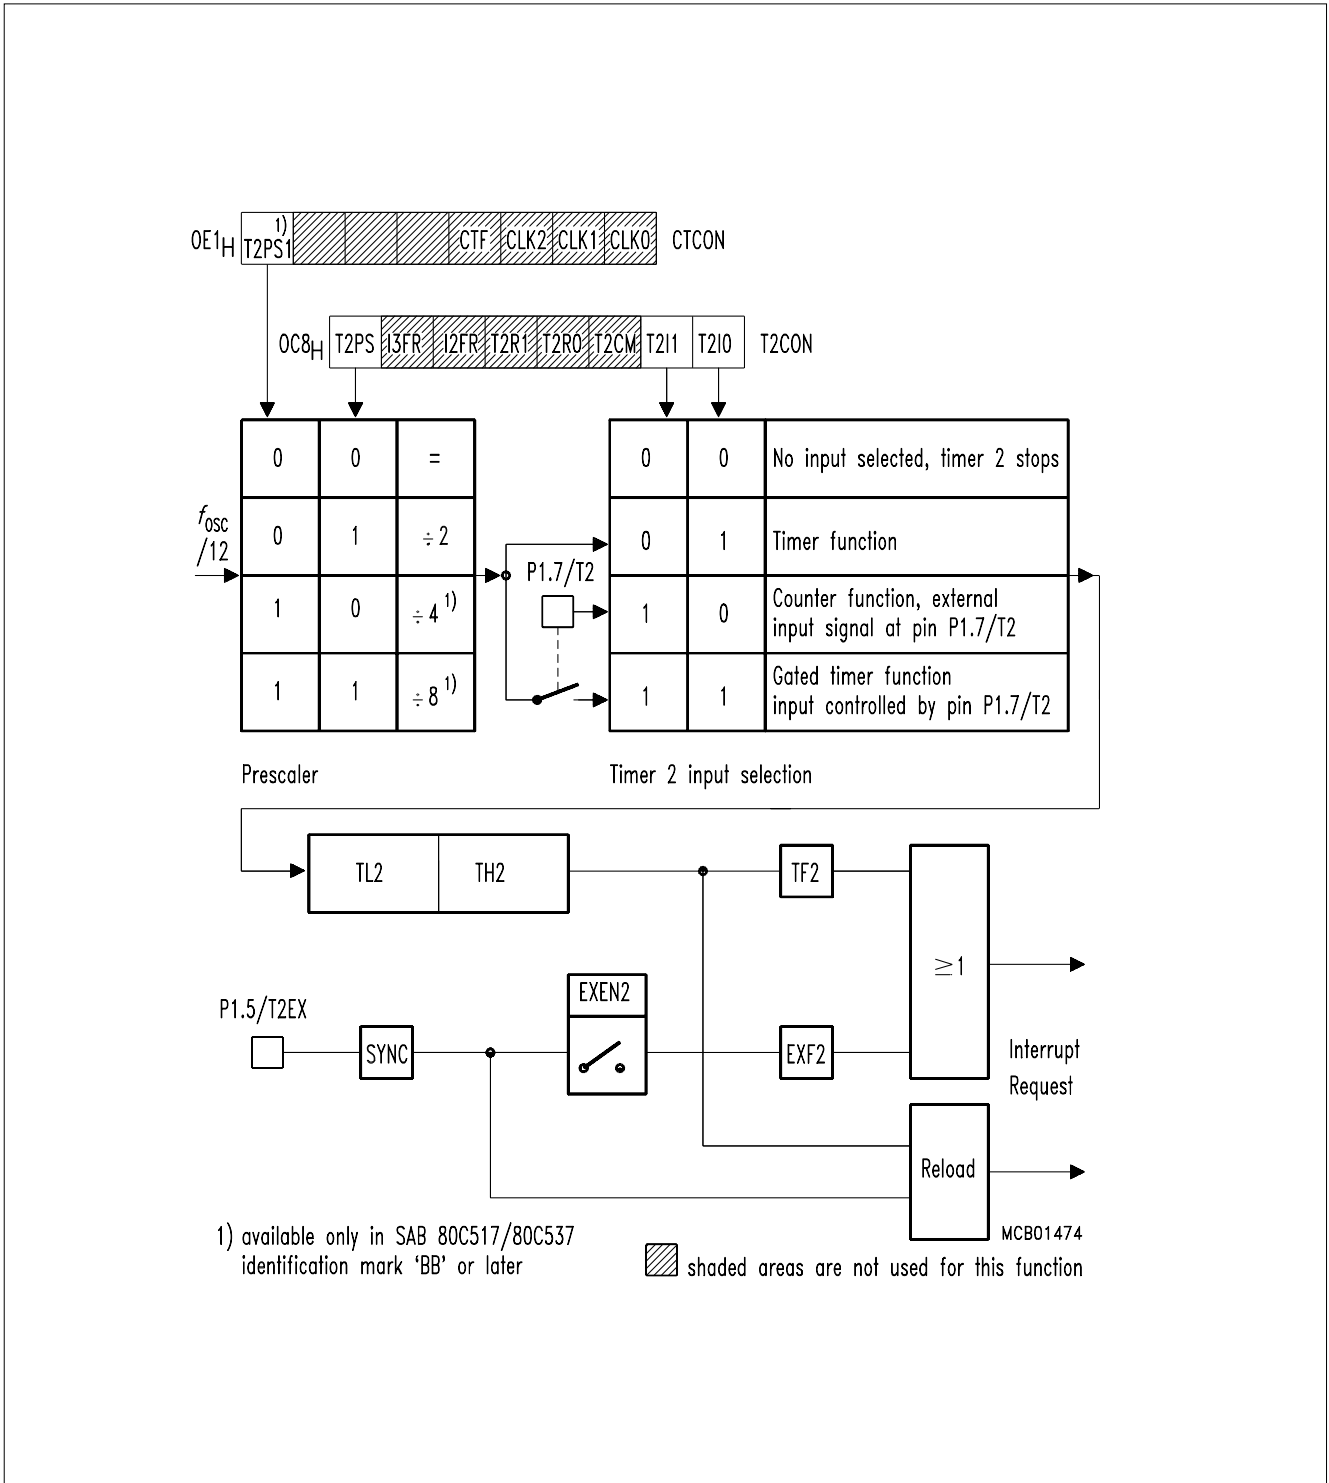 0E1H T2PS1 1) CTF CLK2 CLK1 CLK0 CTCON
0C8H T2PS I3FR I2FR T2R1 T2R0 T2CM T2I1 T2I0 T2CON
0 0 =
0 1 ÷2
1 0 ÷4 1)
1 1 ÷8 1)
fOSC
/12
Prescaler
P1.7/T2
0 0 No input selected, timer 2 stops
0 1 Timer function
1 0 Counter function, external
input signal at pin P1.7/T2
1 1 Gated timer function
input controlled by pin P1.7/T2
Timer 2 input selection
TL2 TH2 TF2
≥1
P1.5/T2EX
SYNC
EXEN2
EXF2
Interrupt
Request
Reload
MCB01474
1) available only in SAB 80C517/80C537
identification mark ‘BB’ or later
shaded areas are not used for this function